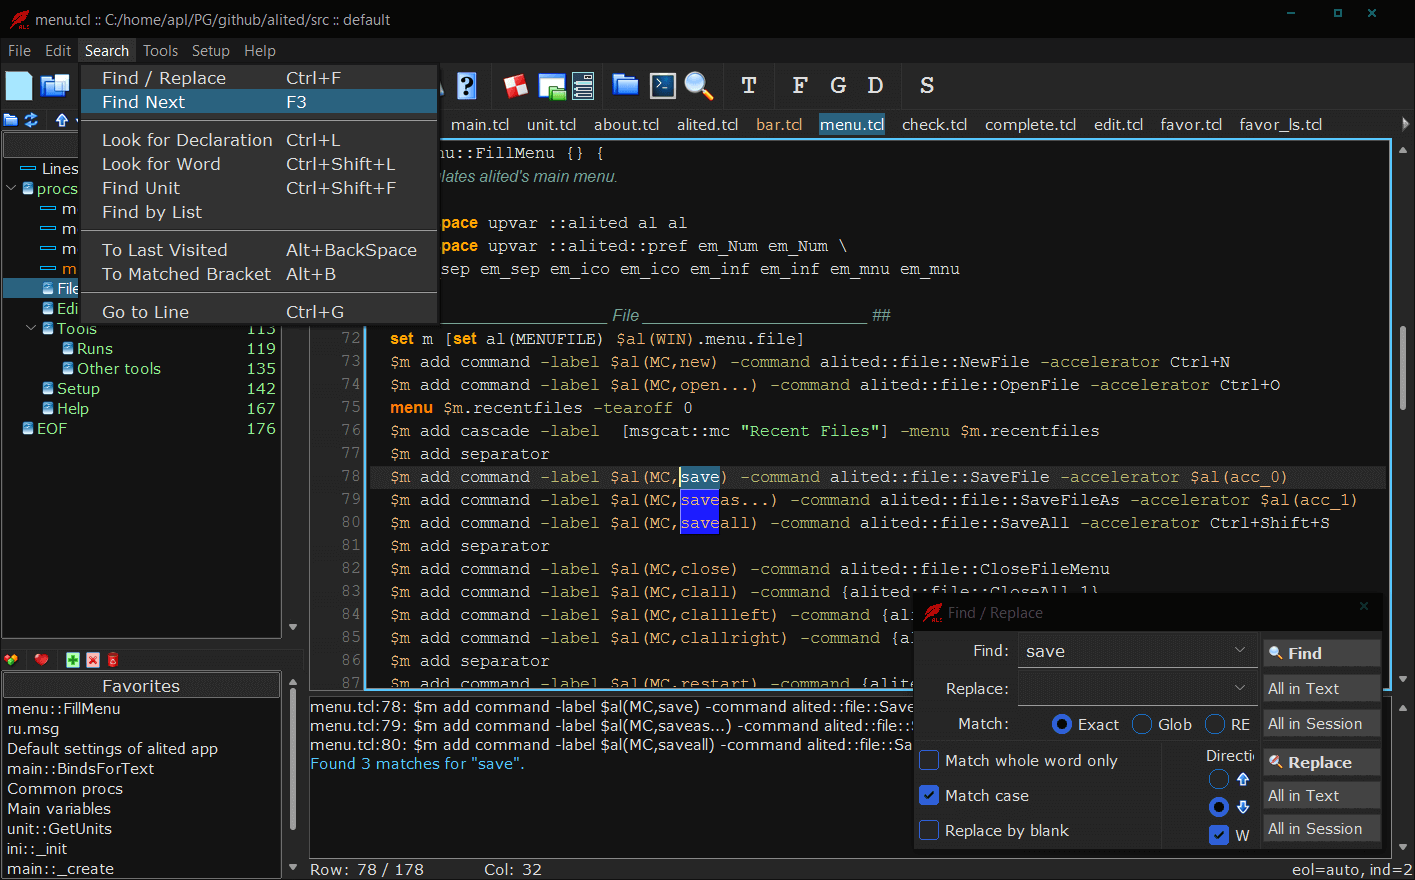 menu.tcl :: C:/home/apl/PG/github/alited/src :: default
File Edit Search Tools Setup Help
Find / Replace Ctrl+F
Find Next F3
Look for Declaration Ctrl+L
Look for Word Ctrl+Shift+L
Find Unit Ctrl+Shift+F
Find by List
To Last Visited Alt+BackSpace
To Matched Bracket Alt+B
Go to Line Ctrl+G
T F G D S
main.tcl unit.tcl about.tcl alited.tcl bar.tcl menu.tcl check.tcl complete.tcl edit.tcl favor.tcl favor_ls.tcl
Lines
procs
m
m
m
m
File
Edi
Tools 113
Runs 119
Other tools 135
Setup 142
Help 167
EOF 176
nu::FillMenu {} {
lates alited's main menu.
pace upvar ::alited al al
pace upvar ::alited::pref em_Num em_Num \
sep em_sep em_ico em_ico em_inf em_inf em_mnu em_mnu
File ##
72 set m [set al(MENUFILE) $al(WIN).menu.file]
73 $m add command -label $al(MC,new) -command alited::file::NewFile -accelerator Ctrl+N
74 $m add command -label $al(MC,open...) -command alited::file::OpenFile -accelerator Ctrl+O
75 menu $m.recentfiles -tearoff 0
76 $m add cascade -label  [msgcat::mc "Recent Files"] -menu $m.recentfiles
77 $m add separator
78 $m add command -label $al(MC,save) -command alited::file::SaveFile -accelerator $al(acc_0)
79 $m add command -label $al(MC,saveas...) -command alited::file::SaveFileAs -accelerator $al(acc_1)
80 $m add command -label $al(MC,saveall) -command alited::file::SaveAll -accelerator Ctrl+Shift+S
81 $m add separator
82 $m add command -label $al(MC,close) -command alited::file::CloseFileMenu
83 $m add command -label $al(MC,clall) -command {alited::file::CloseAll 1}
84 $m add command -label $al(MC,clallleft) -command {ali
85 $m add command -label $al(MC,clallright) -command {a
86 $m add separator
87 $m add command -label $al(MC,restart) -command {alite
Favorites
menu::FillMenu
ru.msg
Default settings of alited app
main::BindsForText
Common procs
Main variables
unit::GetUnits
ini::_init
main::_create
menu.tcl:78: $m add command -label $al(MC,save) -command alited::file::Save
menu.tcl:79: $m add command -label $al(MC,saveas...) -command alited::file::S
menu.tcl:80: $m add command -label $al(MC,saveall) -command alited::file::Sa
Found 3 matches for "save".
Find / Replace
Find: save Find
Replace: All in Text
Match: Exact Glob RE All in Session
Match whole word only Directi Replace
Match case All in Text
Replace by blank W All in Session
Row: 78 / 178 Col: 32 eol=auto, ind=2